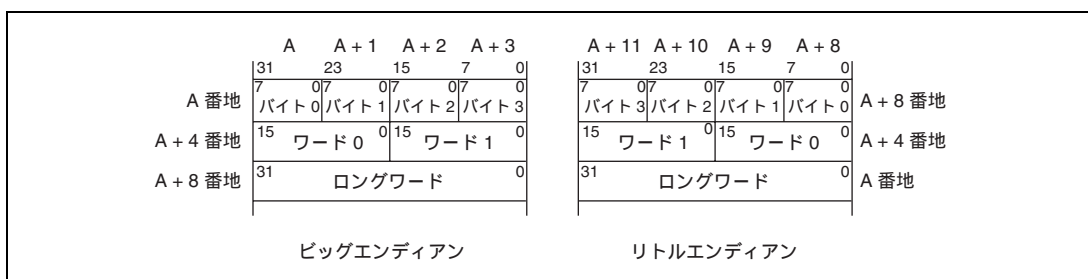 A A + 1 A + 2 A + 3
31 23 15 7 0
A 番地 7 0 7 0 7 0 7 0
バイト 0 バイト 1 バイト 2 バイト 3
A + 4 番地 15 ワード 0 0 15 ワード 1 0
A + 8 番地 31 ロングワード 0
ビッグエンディアン
A + 11 A + 10 A + 9 A + 8
31 23 15 7 0
7 0 7 0 7 0 7 0
バイト 3 バイト 2 バイト 1 バイト 0 A + 8 番地
15 ワード 1 0 15 ワード 0 0 A + 4 番地
31 ロングワード 0 A 番地
リトルエンディアン